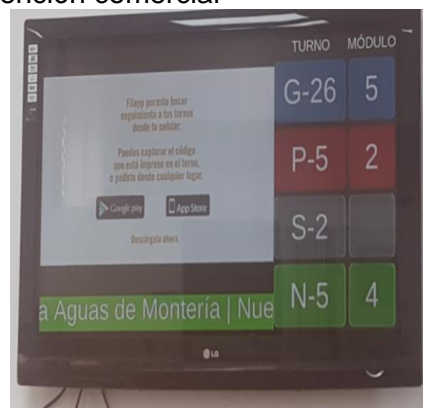 TURNO MÓDULO
G-26 5
P-5 2
S-2
N-5 4
Filapp permite hacer
seguimiento a tus turnos
desde tu celular.
Puedes capturar el código
que está impreso en el turno,
o pedirlo desde cualquier lugar.
Google play
App Store
Descárgala ahora.
a Aguas de Montería | Nue
LG